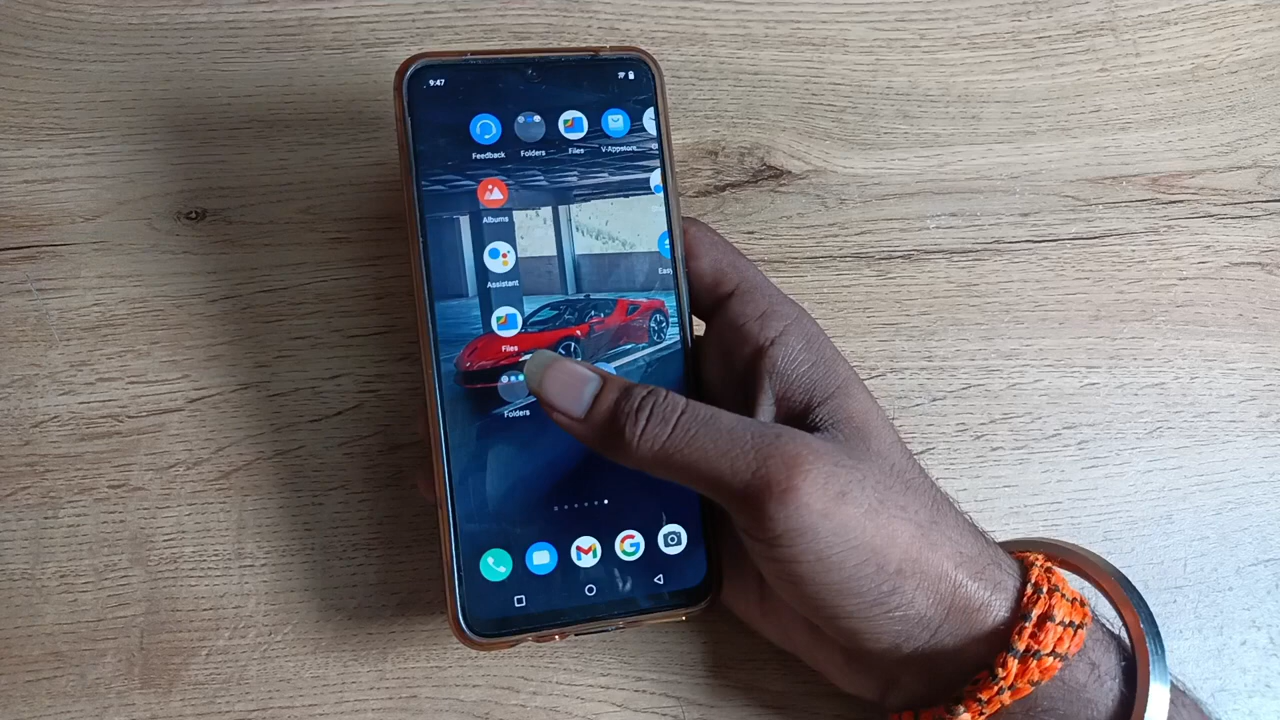 9:47
Feedback
Folders
Files
V-Appstore
Albums
Assistant
Easy
Files
Folders